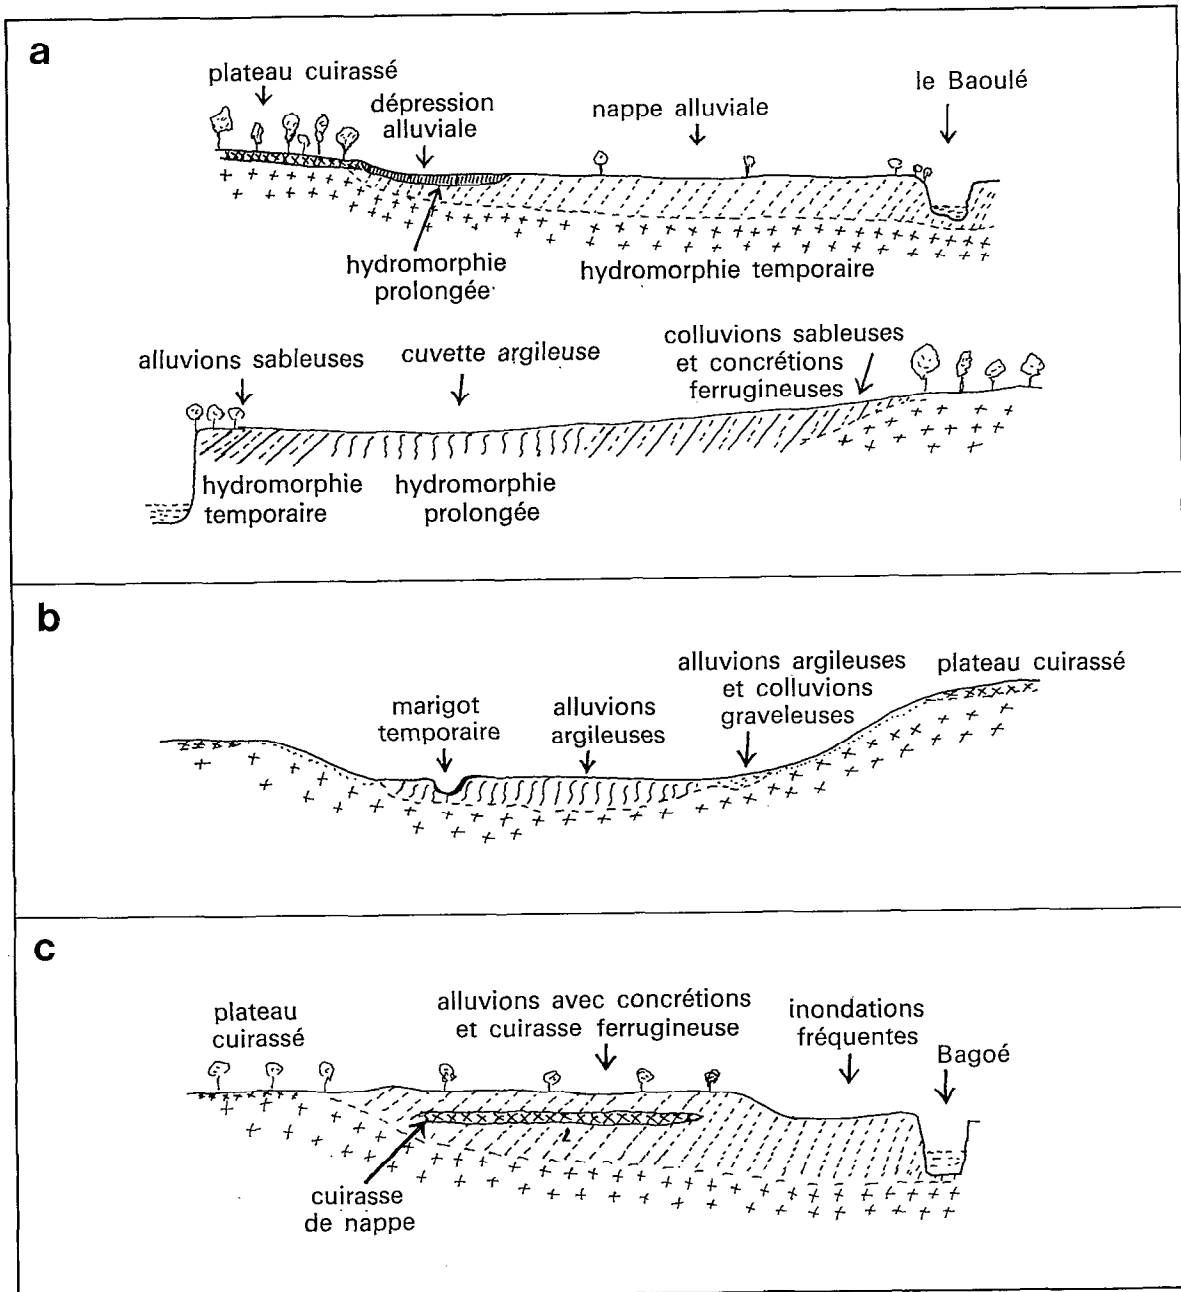 a
plateau cuirassé
dépression
alluviale
nappe alluviale
le Baoulé
hydromorphie
prolongée
hydromorphie temporaire
alluvions sableuses
cuvette argileuse
colluvions sableuses
et concrétions
ferrugineuses
hydromorphie
temporaire
hydromorphie
prolongée
b
marigot
temporaire
alluvions
argileuses
alluvions argileuses
et colluvions
graveleuses
plateau cuirassé
c
plateau
cuirassé
alluvions avec concrétions
et cuirasse ferrugineuse
inondations
fréquentes
Bagoé
cuirasse
de nappe